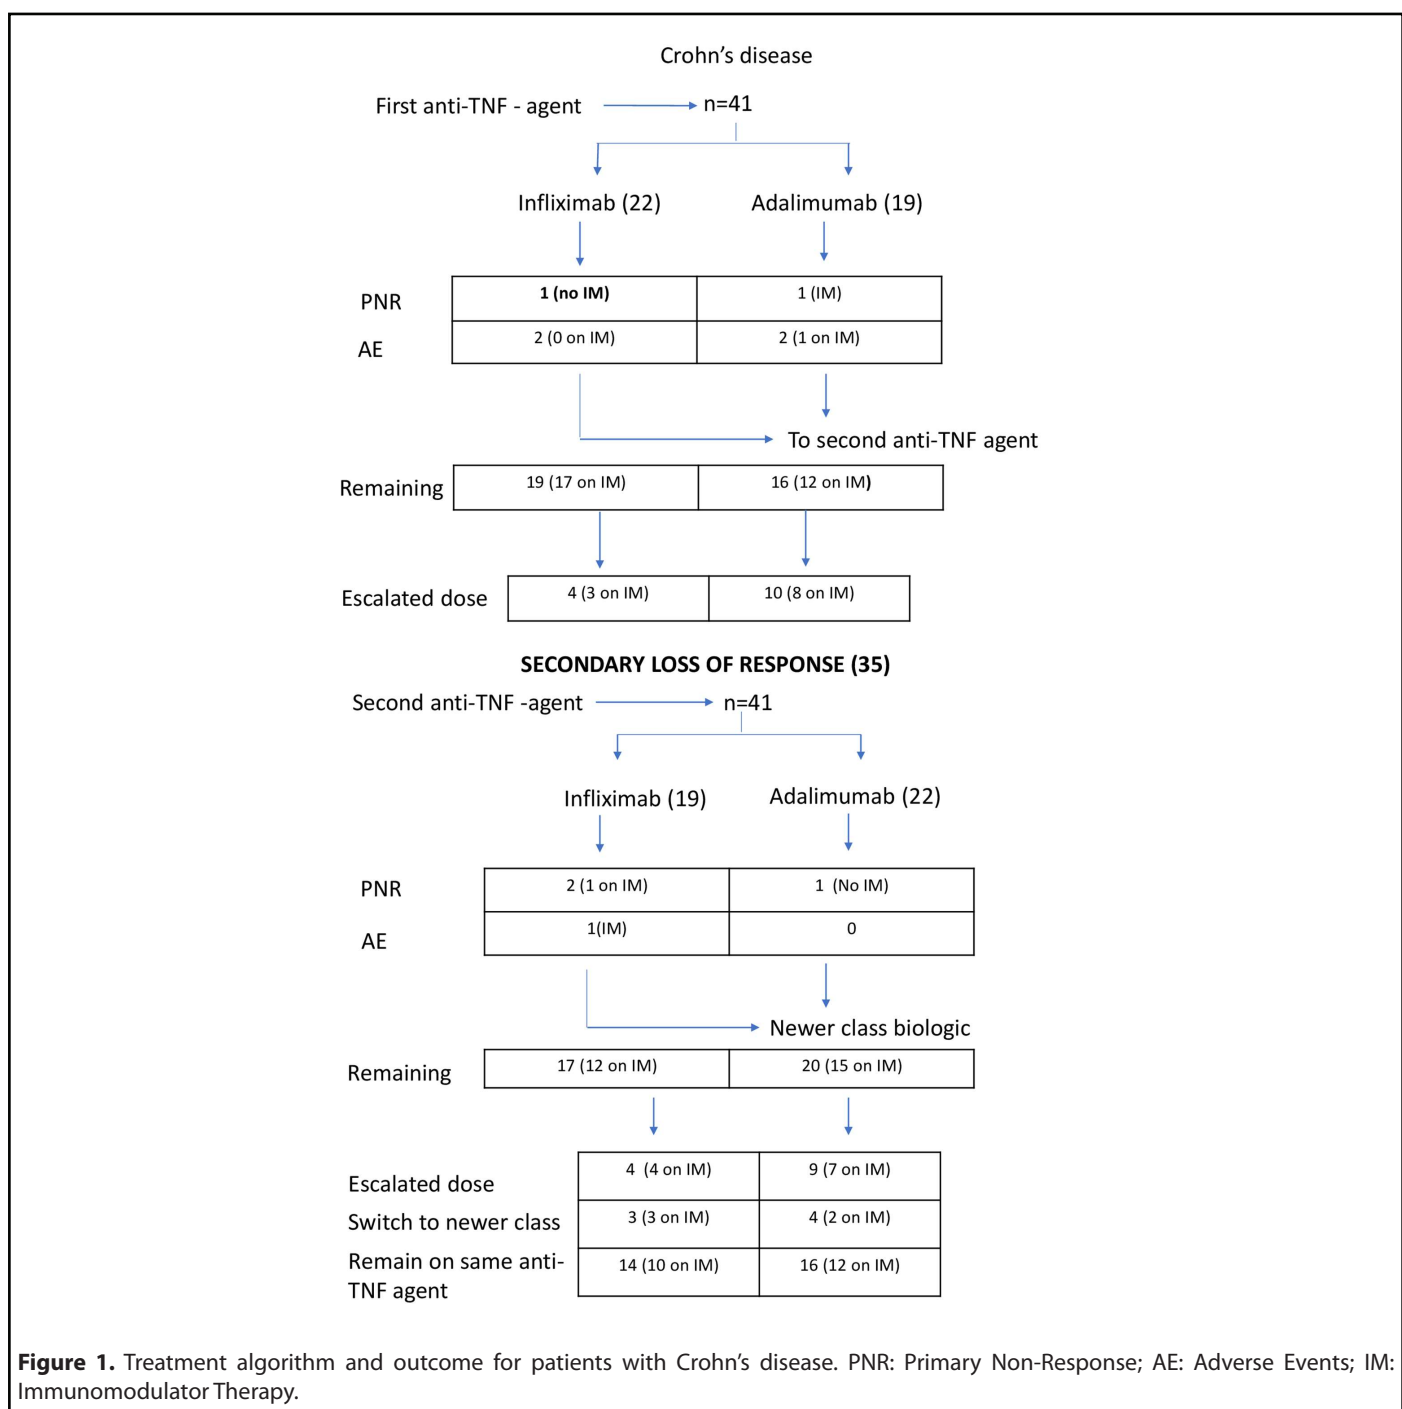 Crohn’s disease
First anti-TNF - agent n=41
Infliximab (22) Adalimumab (19)
PNR 1 (no IM) 1 (IM)
AE 2 (0 on IM) 2 (1 on IM)
To second anti-TNF agent
Remaining 19 (17 on IM) 16 (12 on IM)
Escalated dose 4 (3 on IM) 10 (8 on IM)
SECONDARY LOSS OF RESPONSE (35)
Second anti-TNF -agent n=41
Infliximab (19) Adalimumab (22)
PNR 2 (1 on IM) 1 (No IM)
AE 1(IM) 0
Newer class biologic
Remaining 17 (12 on IM) 20 (15 on IM)
Escalated dose 4 (4 on IM) 9 (7 on IM)
Switch to newer class 3 (3 on IM) 4 (2 on IM)
Remain on same anti- 14 (10 on IM) 16 (12 on IM)
TNF agent
Figure 1. Treatment algorithm and outcome for patients with Crohn’s disease. PNR: Primary Non-Response; AE: Adverse Events; IM:
Immunomodulator Therapy.